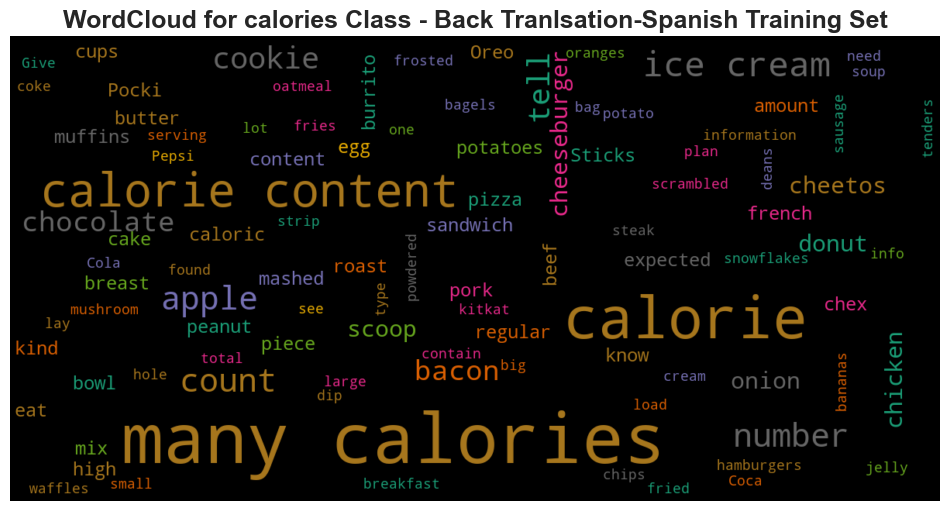 WordCloud for calories Class - Back Tranlsation-Spanish Training Set
Give
cups
cookie
burrito
frosted
Oreo
tell
cheeseburger
oranges
ice cream
need
soup
coke
Pocki
oatmeal
bagels
bag
potato
amount
sausage
tenders
butter
muffins
serving
lot
fries
one
information
Pepsi
content
egg
potatoes
Sticks
plan
deans
calorie content
pizza
scrambled
cheetos
chocolate
cake
caloric
strip
sandwich
french
steak
donut
info
Cola
found
mashed
roast
powdered
beef
expected
snowflakes
breast
apple
see
type
pork
kitkat
calorie
chex
mushroom
lay
peanut
scoop
regular
kind
total
piece
contain
know
chicken
bowl
hole
count
large
dip
bacon
big
cream
onion
bananas
eat
many calories
load
number
mix
high
hamburgers
jelly
waffles
small
breakfast
chips
fried
Coca